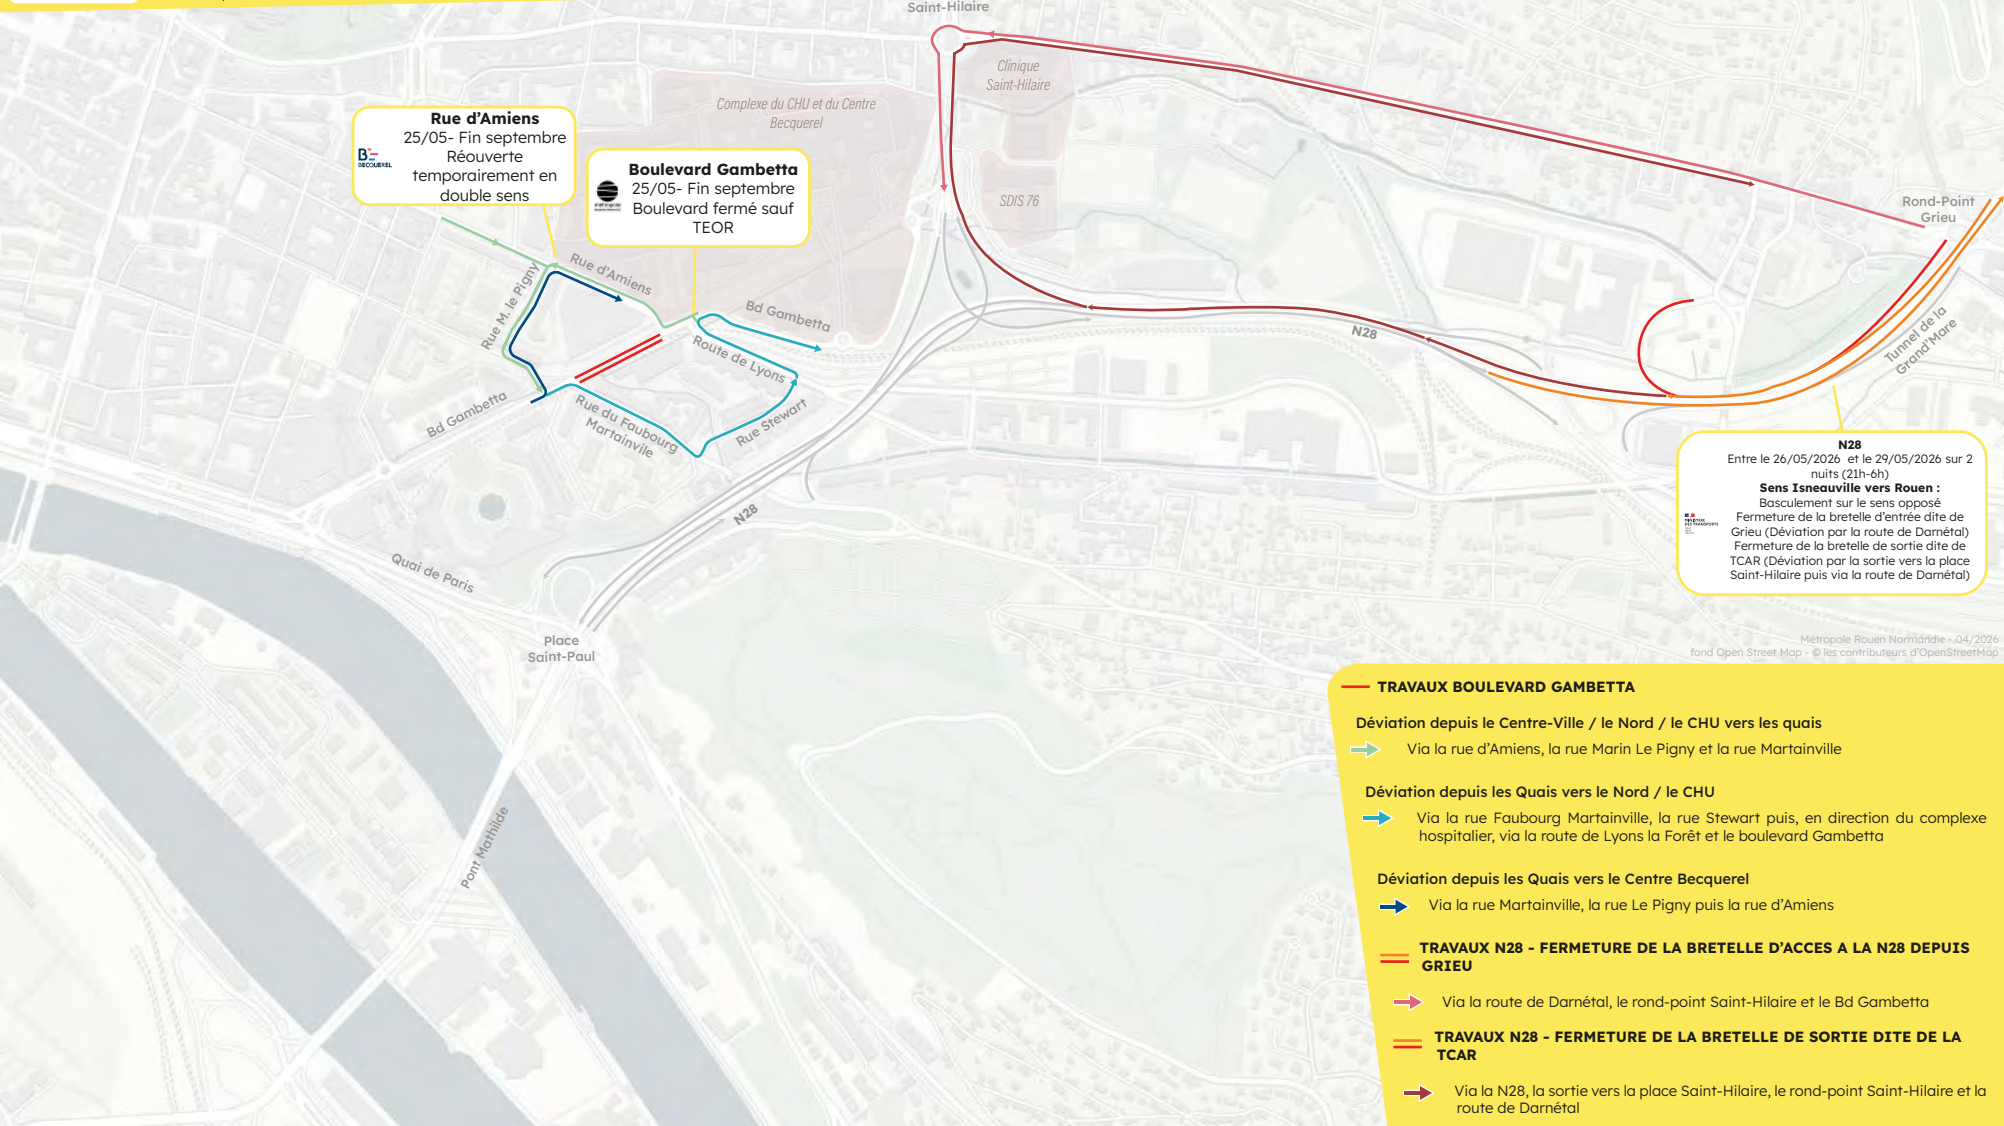 Saint-Hilaire
Clinique
Saint-Hilaire
Complexe du CHU et du Centre
Becquerel
SDIS 76
Rue d'Amiens
25/05- Fin septembre
Réouverte
temporairement en
double sens
BECQUEREL
Boulevard Gambetta
25/05- Fin septembre
Boulevard fermé sauf
TEOR
métropole
Rond-Point
Grieu
Rue d'Amiens
Rue M. le Pigny
Bd Gambetta
Route de Lyons
N28
Tunnel de la
Grand'Mare
Bd Gambetta
Rue du Faubourg
Martainvile
Rue Stewart
N28
Quai de Paris
Place
Saint-Paul
Pont Mathilde
N28
Entre le 26/05/2026 et le 29/05/2026 sur 2
nuits (21h-6h)
Sens Isneauville vers Rouen :
Basculement sur le sens opposé
Fermeture de la bretelle d'entrée dite de
Grieu (Déviation par la route de Darnétal)
Fermeture de la bretelle de sortie dite de
TCAR (Déviation par la sortie vers la place
Saint-Hilaire puis via la route de Darnétal)
MINISTÈRE
DES TRANSPORTS
Métropole Rouen Normandie - 04/2026
fond Open Street Map - © les contributeurs d'OpenStreetMap
TRAVAUX BOULEVARD GAMBETTA
Déviation depuis le Centre-Ville / le Nord / le CHU vers les quais
Via la rue d'Amiens, la rue Marin Le Pigny et la rue Martainville
Déviation depuis les Quais vers le Nord / le CHU
Via la rue Faubourg Martainville, la rue Stewart puis, en direction du complexe
hospitalier, via la route de Lyons la Forêt et le boulevard Gambetta
Déviation depuis les Quais vers le Centre Becquerel
Via la rue Martainville, la rue Le Pigny puis la rue d'Amiens
TRAVAUX N28 - FERMETURE DE LA BRETELLE D'ACCES A LA N28 DEPUIS
GRIEU
Via la route de Darnétal, le rond-point Saint-Hilaire et le Bd Gambetta
TRAVAUX N28 - FERMETURE DE LA BRETELLE DE SORTIE DITE DE LA
TCAR
Via la N28, la sortie vers la place Saint-Hilaire, le rond-point Saint-Hilaire et la
route de Darnétal